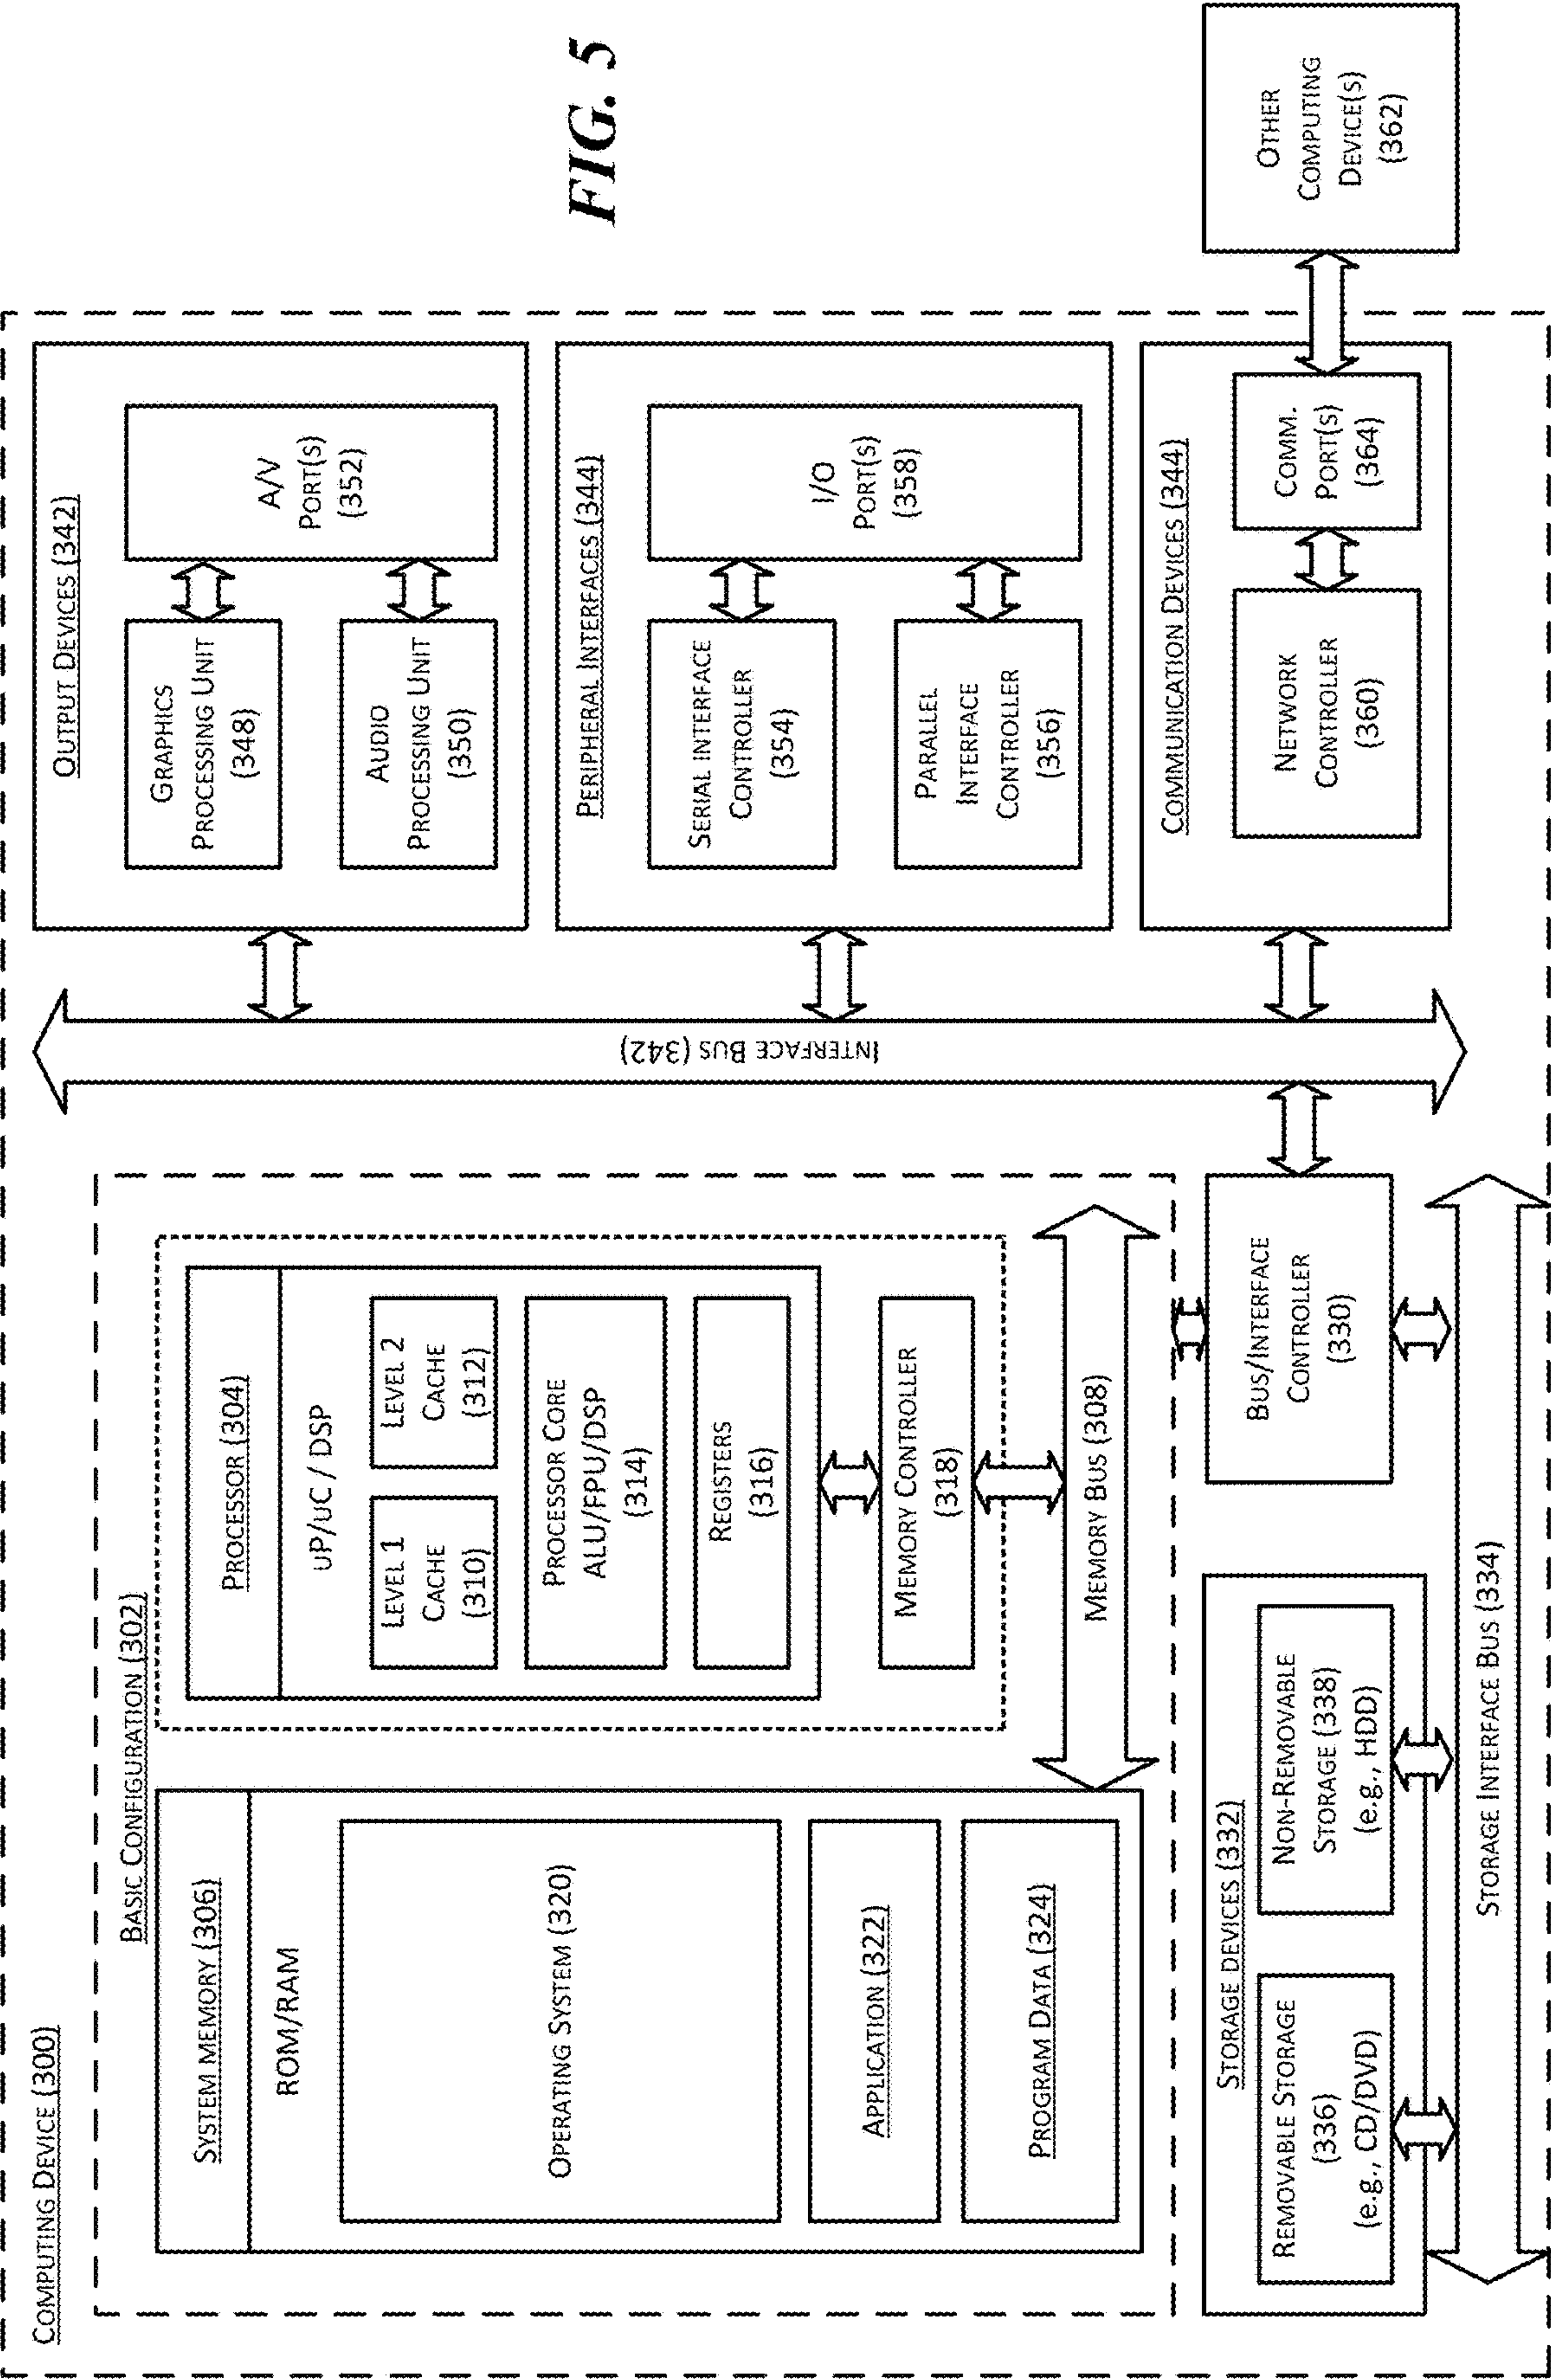 COMPUTING DEVICE (300)
BASIC CONFIGURATION (302)
SYSTEM MEMORY (306)
ROM/RAM
OPERATING SYSTEM (320)
APPLICATION (322)
PROGRAM DATA (324)
PROCESSOR (304)
uP/uC / DSP
LEVEL 1
CACHE
(310)
LEVEL 2
CACHE
(312)
PROCESSOR CORE
ALU/FPU/DSP
(314)
REGISTERS
(316)
MEMORY CONTROLLER
(318)
MEMORY BUS (308)
BUS/INTERFACE
CONTROLLER
(330)
STORAGE DEVICES (332)
REMOVABLE STORAGE
(336)
(e.g., CD/DVD)
NON-REMOVABLE
STORAGE (338)
(e.g., HDD)
STORAGE INTERFACE BUS (334)
INTERFACE BUS (342)
OUTPUT DEVICES (342)
GRAPHICS
PROCESSING UNIT
(348)
AUDIO
PROCESSING UNIT
(350)
A/V
PORT(S)
(352)
PERIPHERAL INTERFACES (344)
SERIAL INTERFACE
CONTROLLER
(354)
PARALLEL
INTERFACE
CONTROLLER
(356)
I/O
PORT(S)
(358)
COMMUNICATION DEVICES (344)
NETWORK
CONTROLLER
(360)
COMM.
PORT(S)
(364)
OTHER
COMPUTING
DEVICE(S)
(362)
FIG. 5